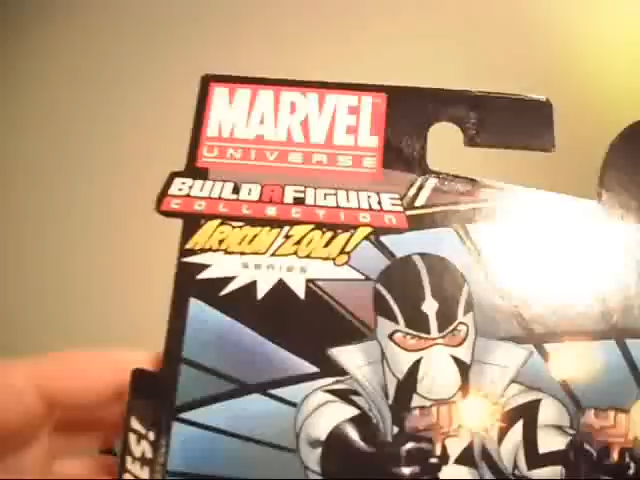 MARVEL
UNIVERSE
BUILD A FIGURE
COLLECTION
ARNIM ZOLA!
SERIES